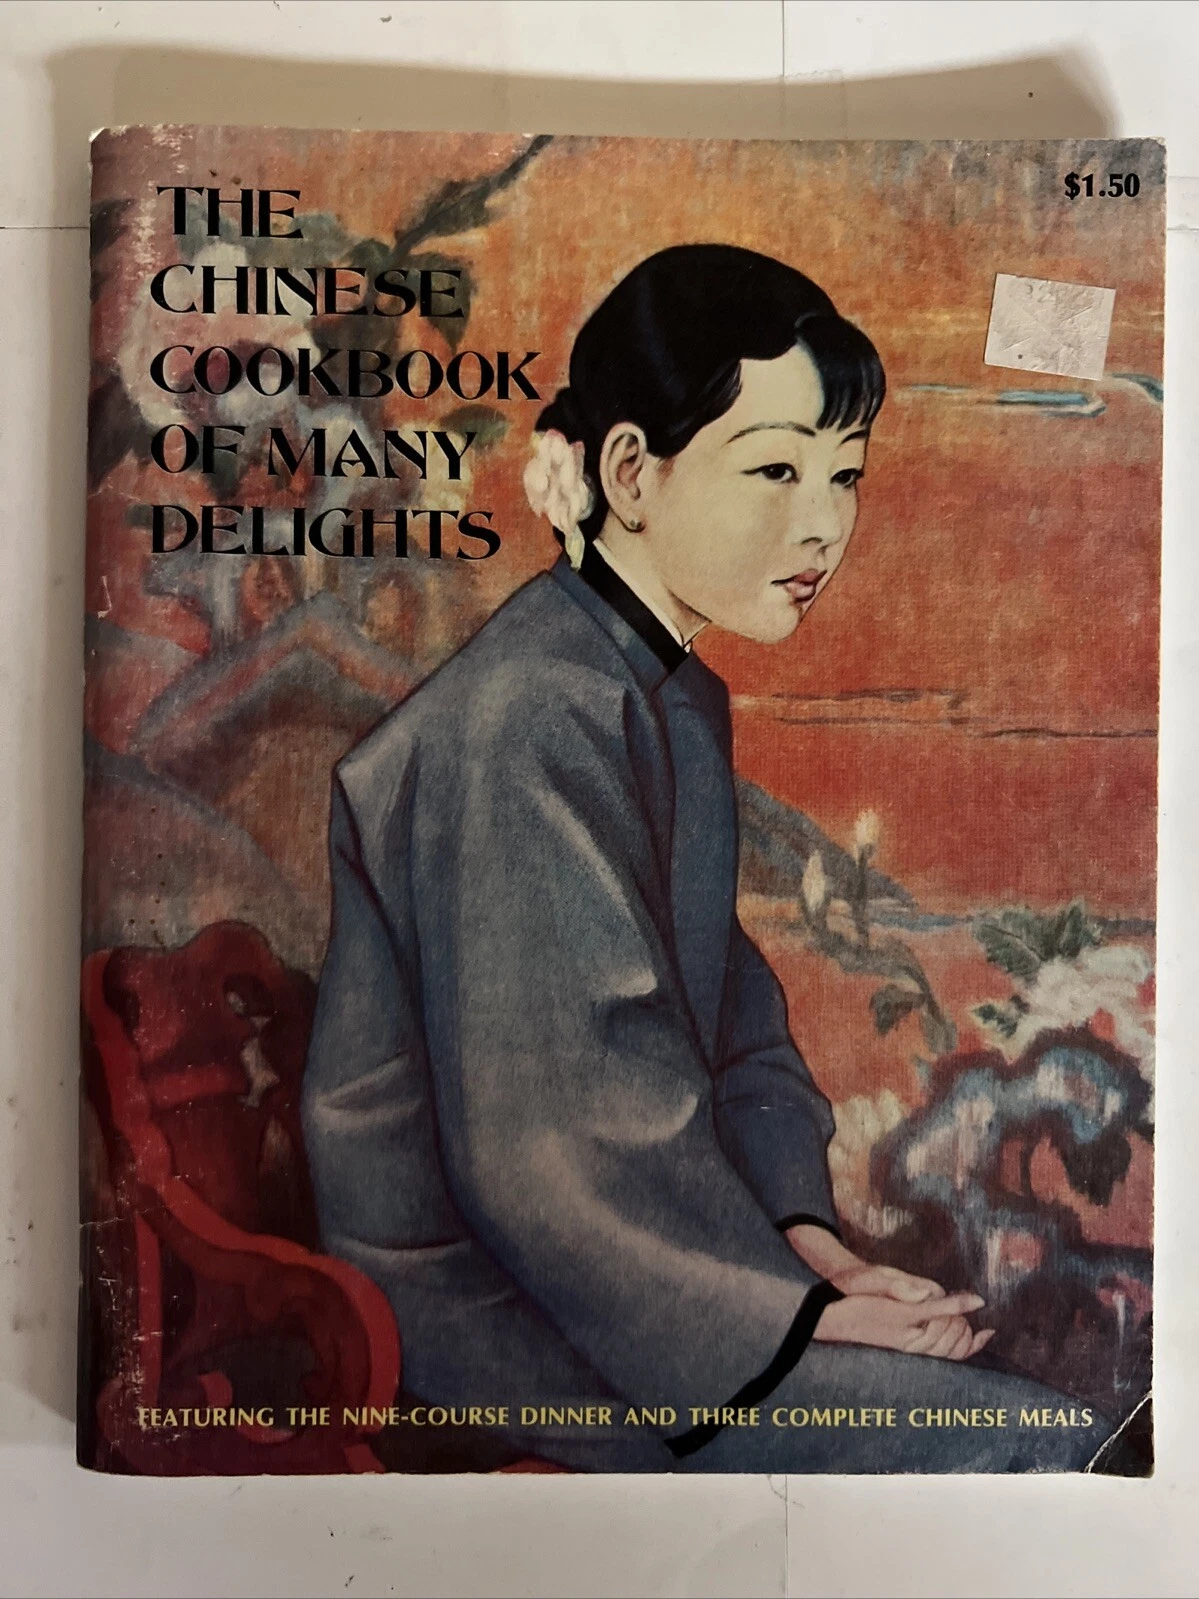 THE
CHINESE
COOKBOOK
OF MANY
DELIGHTS
$1.50
FEATURING THE NINE-COURSE DINNER AND THREE COMPLETE CHINESE MEALS